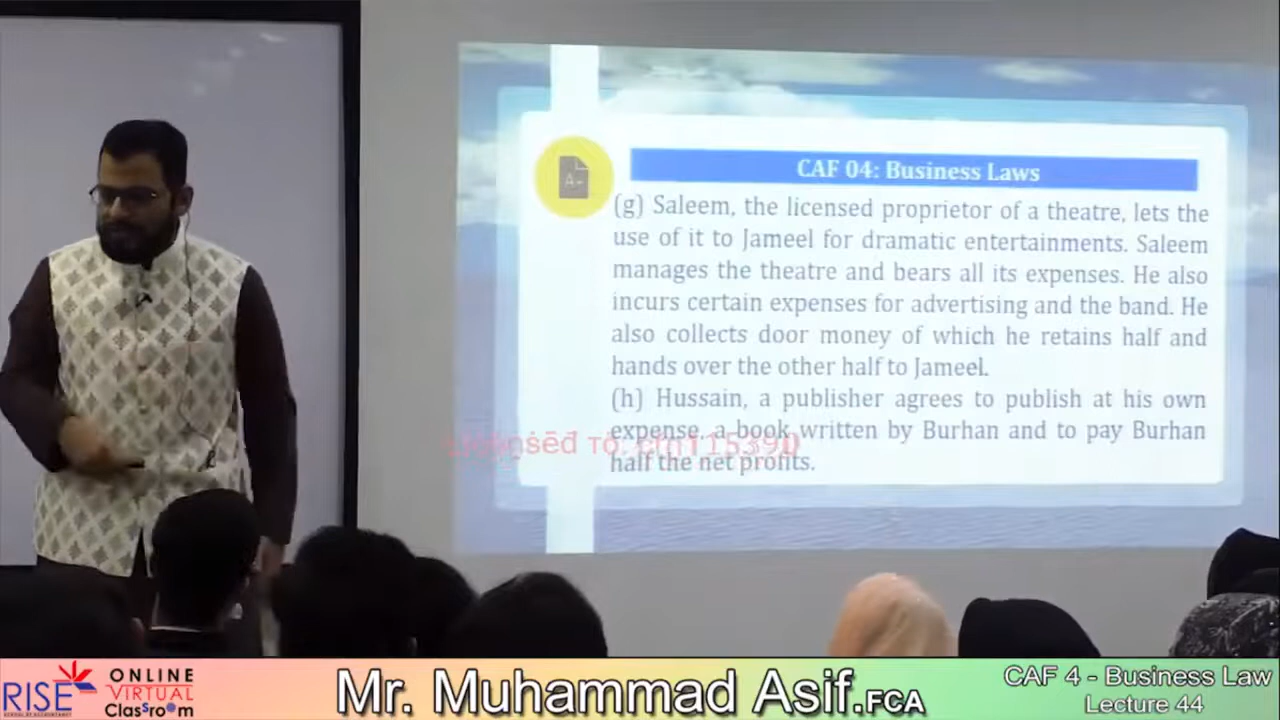 CAF 04: Business Laws
A+
(g) Saleem, the licensed proprietor of a theatre, lets the
use of it to Jameel for dramatic entertainments. Saleem
manages the theatre and bears all its expenses. He also
incurs certain expenses for advertising and the band. He
also collects door money of which he retains half and
hands over the other half to Jameel.
(h) Hussain, a publisher agrees to publish at his own
expense, a book written by Burhan and to pay Burhan
half the net profits.
RISE
ONLINE
VIRTUAL
Classroom
Mr. Muhammad Asif.FCA
CAF 4 - Business Law
Lecture 44